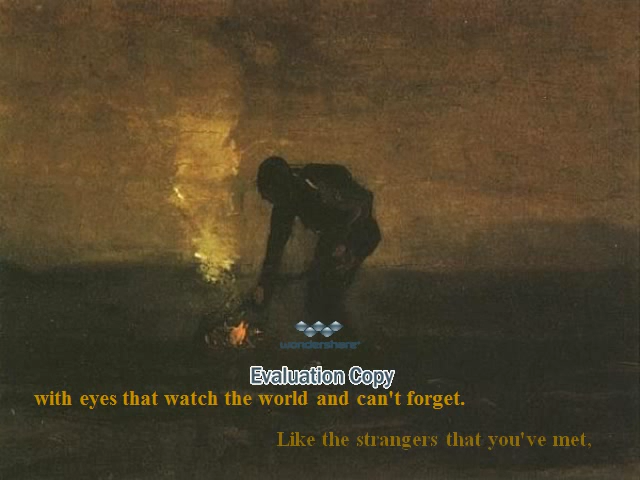 wondershare
Evaluation Copy
with eyes that watch the world and can't forget.
Like the strangers that you've met,